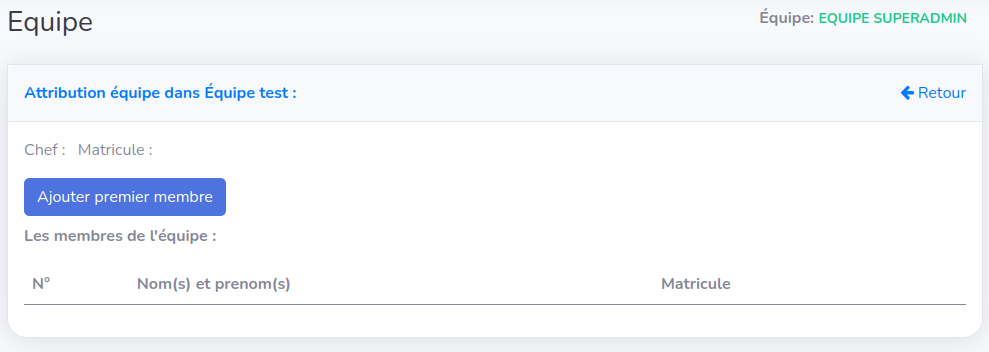 Equipe
Équipe: EQUIPE SUPERADMIN
Attribution équipe dans Équipe test :
Retour
Chef : Matricule :
Ajouter premier membre
Les membres de l'équipe :
N° Nom(s) et prenom(s) Matricule